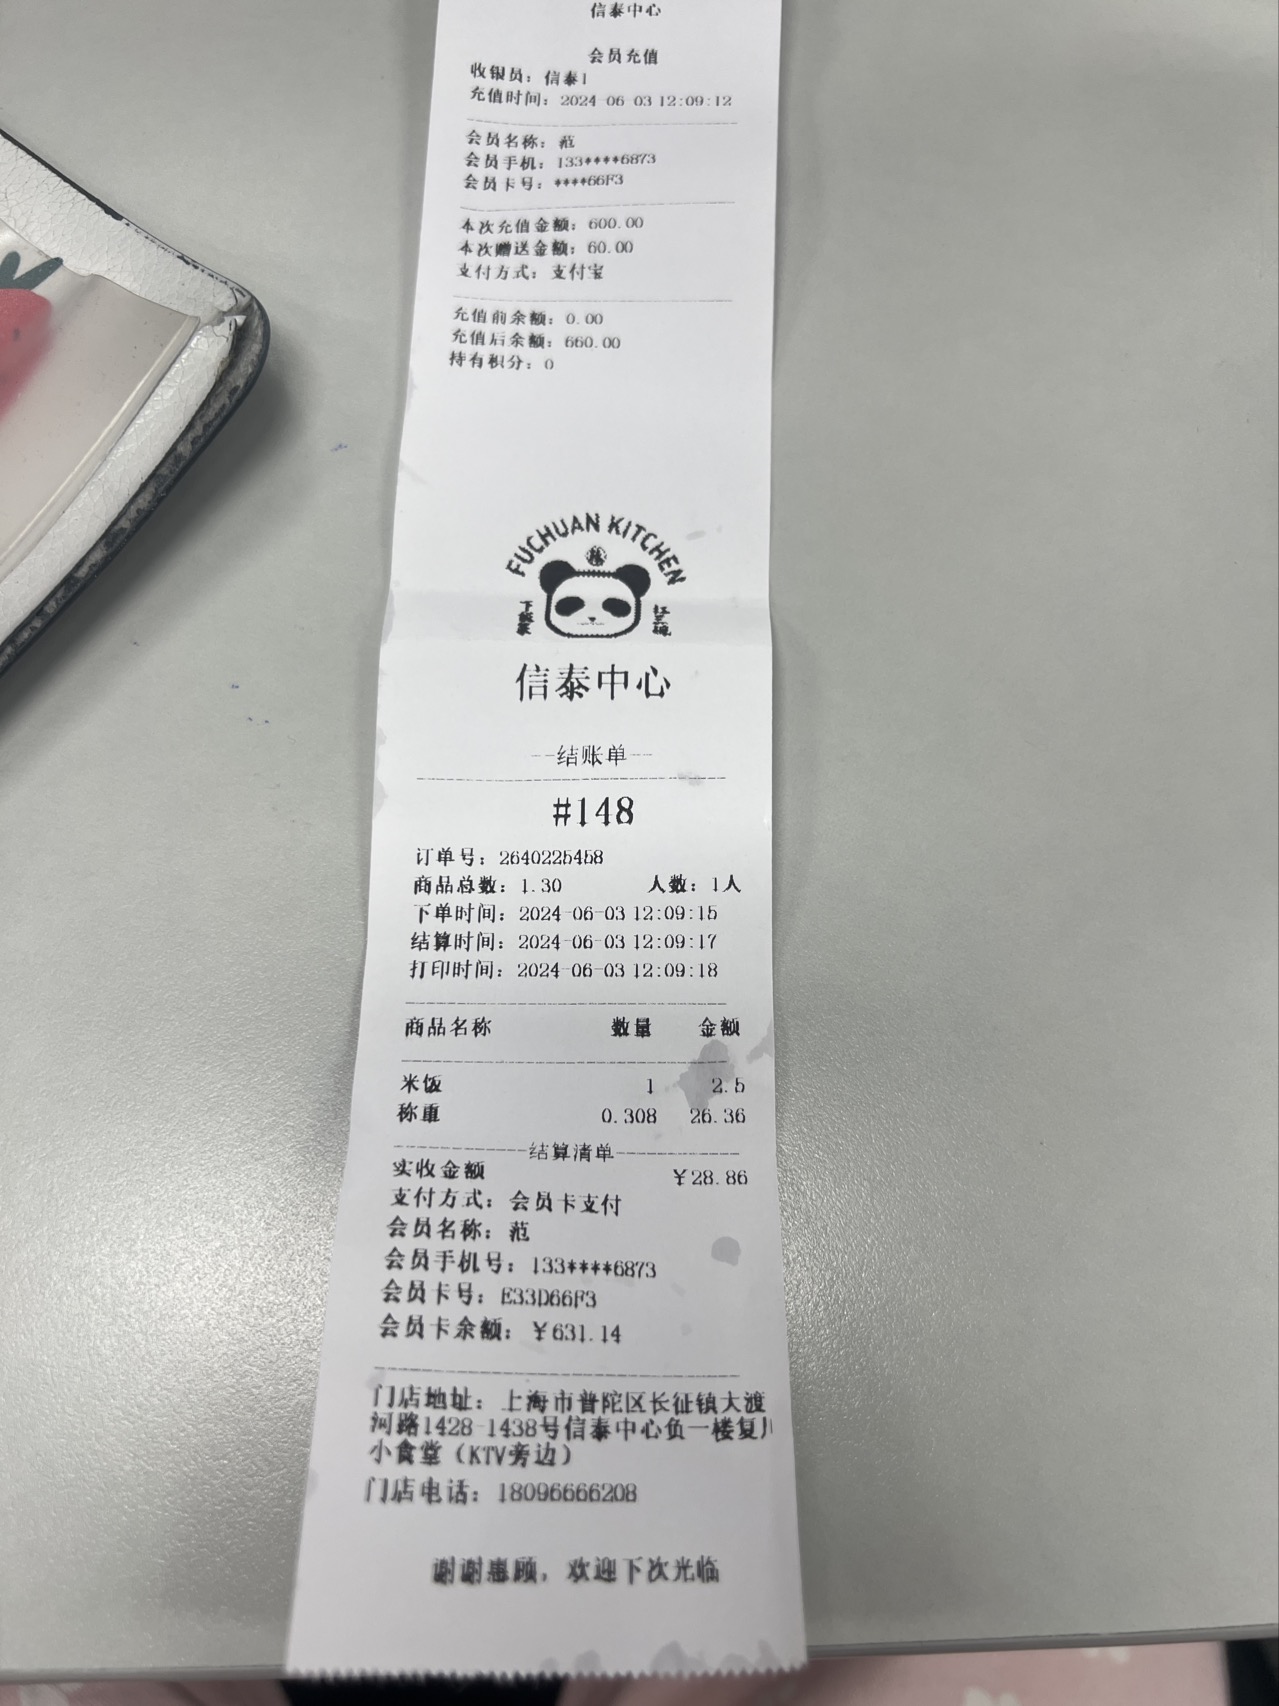 信泰中心
会员充值
收银员：信泰1
充值时间：2024-06-03 12:09:12
会员名称：范
会员手机：133****6873
会员卡号：****66F3
本次充值金额：600.00
本次赠送金额：60.00
支付方式：支付宝
充值前余额：0.00
充值后余额：660.00
持有积分：0
FUCHUAN KITCHEN
下饭菜
信泰中心
--结账单--
#148
订单号：2640225458
商品总数：1.30 人数：1人
下单时间：2024-06-03 12:09:15
结算时间：2024-06-03 12:09:17
打印时间：2024-06-03 12:09:18
商品名称 数量 金额
米饭 1 2.5
称重 0.308 26.36
结算清单
实收金额 ￥28.86
支付方式：会员卡支付
会员名称：范
会员手机号：133****6873
会员卡号：E33D66F3
会员卡余额：￥631.14
门店地址：上海市普陀区长征镇大渡
河路1428-1438号信泰中心负一楼复川
小食堂（KTV旁边）
门店电话：18096666208
谢谢惠顾，欢迎下次光临